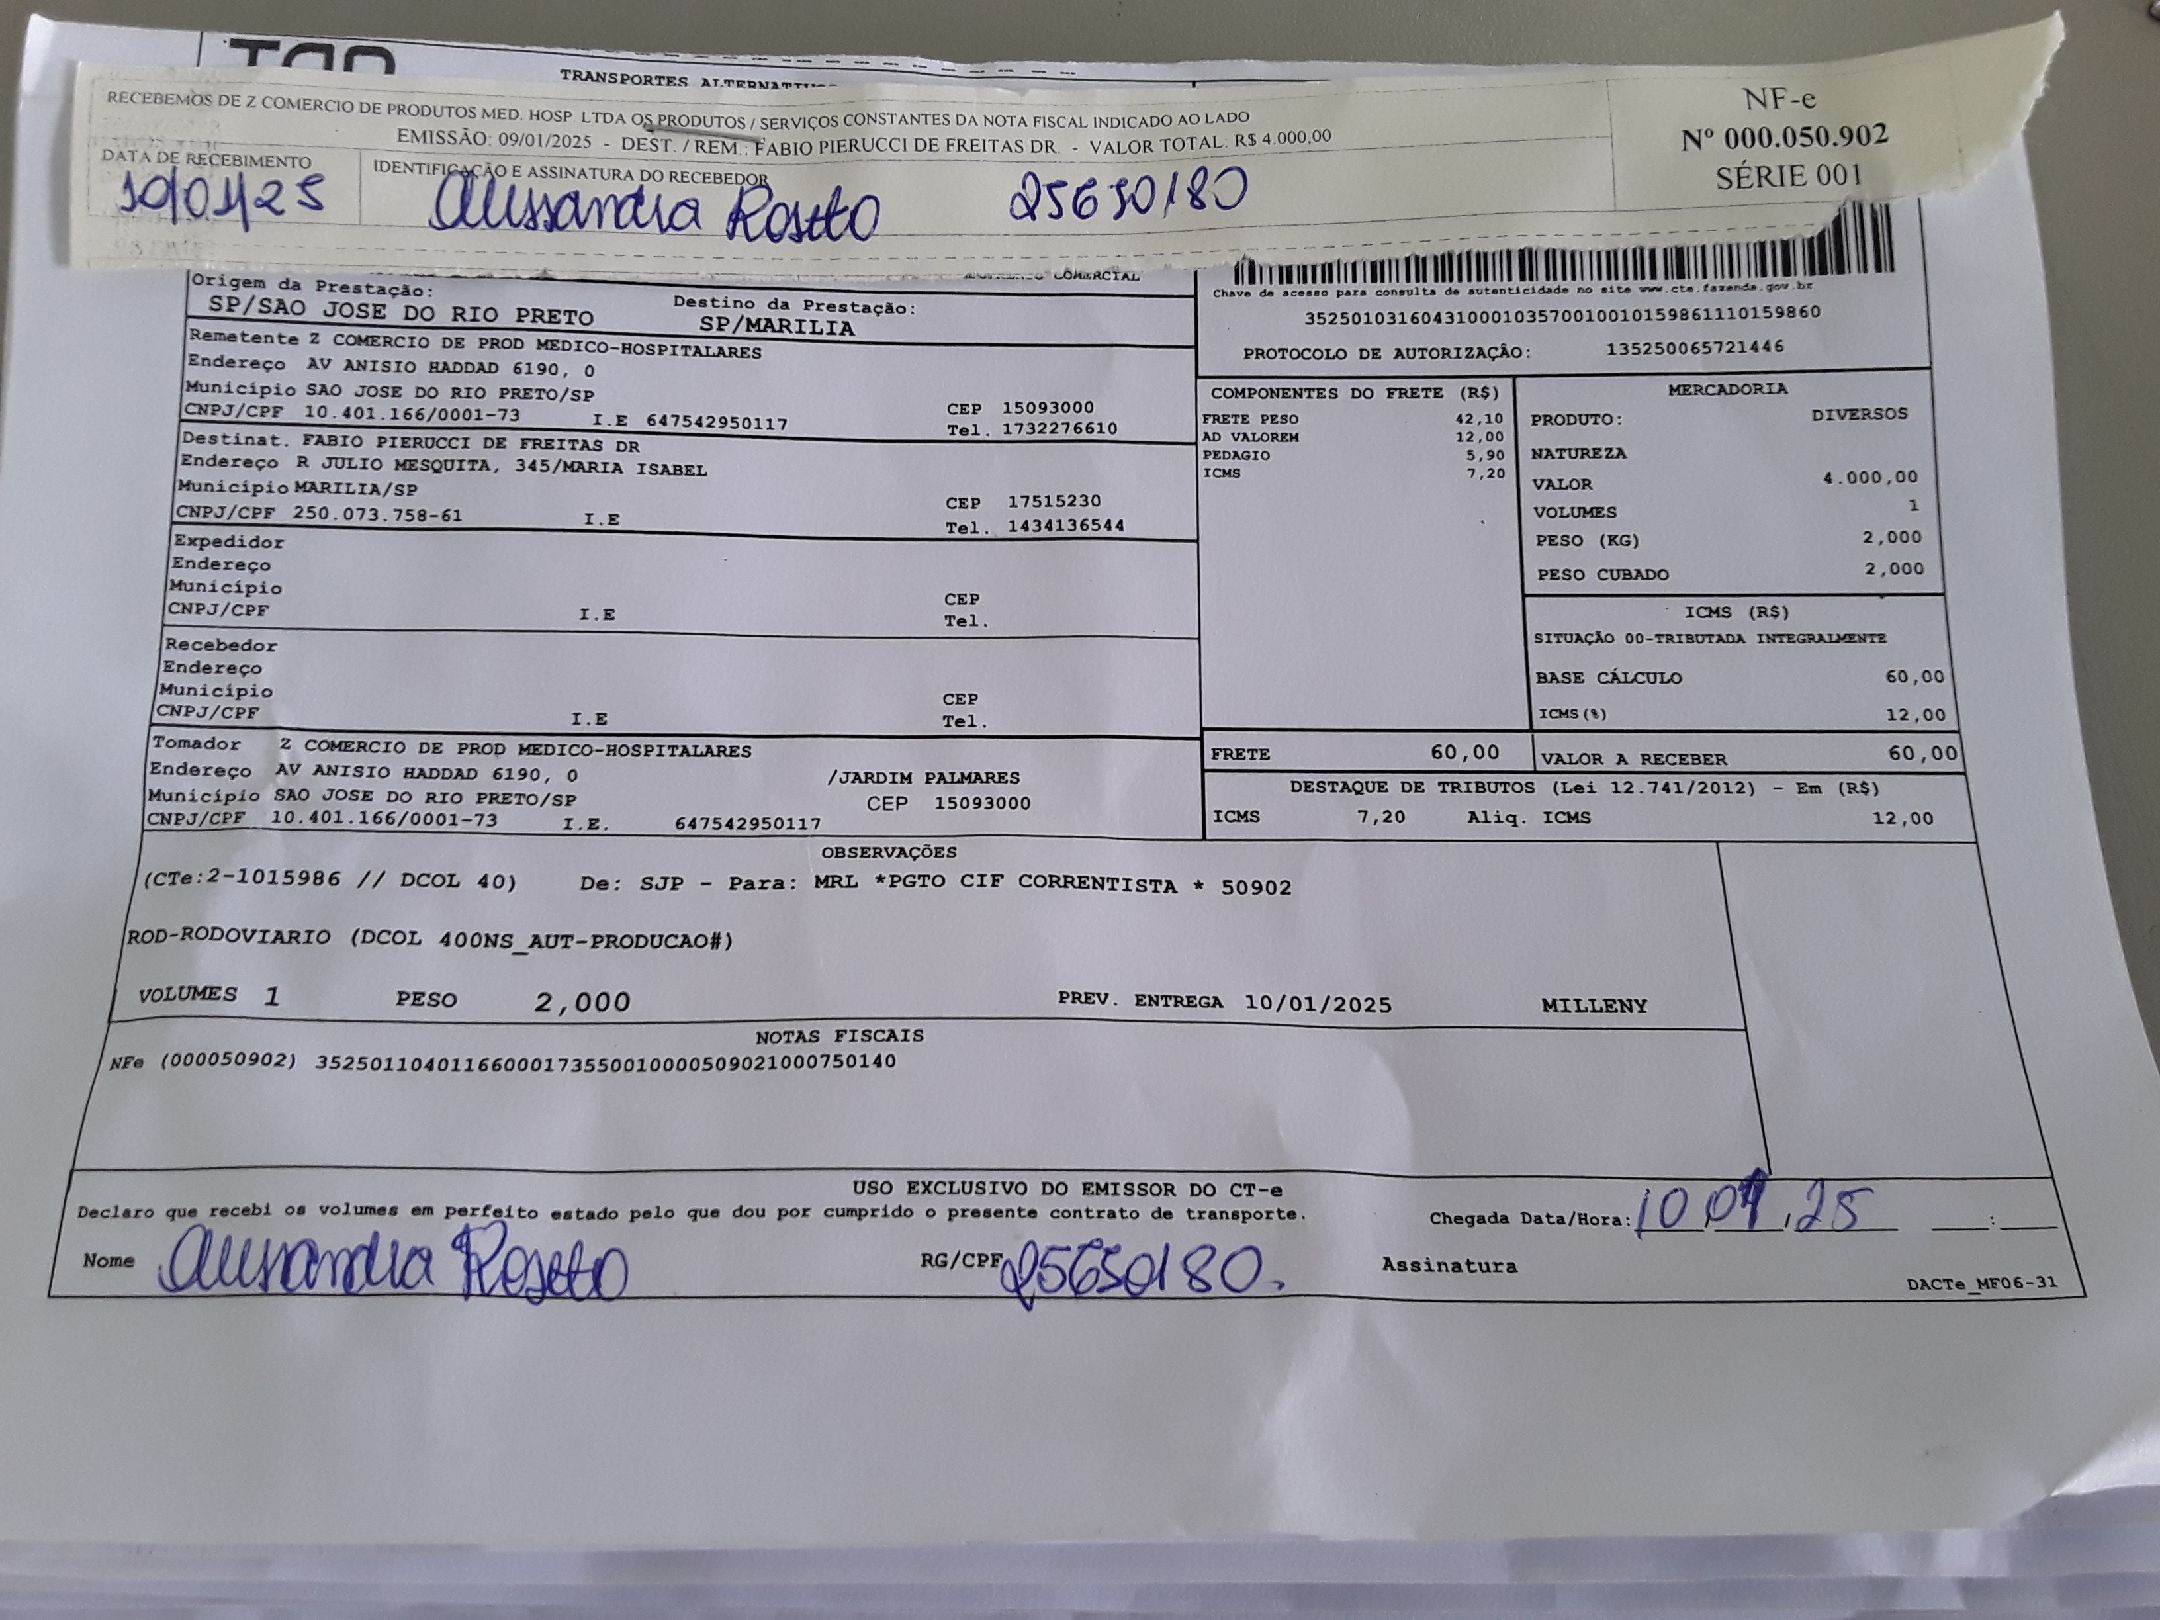 TRANSPORTES
RECEBEMOS DE Z COMERCIO DE PRODUTOS MED. HOSP LTDA OS PRODUTOS / SERVIÇOS CONSTANTES DA NOTA FISCAL INDICADO AO LADO
EMISSÃO: 09/01/2025 - DEST. / REM.: FABIO PIERUCCI DE FREITAS DR. - VALOR TOTAL: R$ 4.000,00
NF-e
Nº 000.050.902
SÉRIE 001
DATA DE RECEBIMENTO
10/01/25
IDENTIFICAÇÃO E ASSINATURA DO RECEBEDOR
Alessandra Roseto 25630180
COMERCIAL
Origem da Prestação:
SP/SAO JOSE DO RIO PRETO
Destino da Prestação:
SP/MARILIA
Chave de acesso para consulta de autenticidade no site www.cte.fazenda.gov.br
35250103160431000103570010010159861110159860
PROTOCOLO DE AUTORIZAÇÃO: 135250065721446
Remetente Z COMERCIO DE PROD MEDICO-HOSPITALARES
Endereço AV ANISIO HADDAD 6190, 0
Município SAO JOSE DO RIO PRETO/SP CEP 15093000
CNPJ/CPF 10.401.166/0001-73 I.E 647542950117 Tel. 1732276610
Destinat. FABIO PIERUCCI DE FREITAS DR
Endereço R JULIO MESQUITA, 345/MARIA ISABEL
Município MARILIA/SP CEP 17515230
CNPJ/CPF 250.073.758-61 I.E Tel. 1434136544
Expedidor
Endereço
Município CEP
CNPJ/CPF I.E Tel.
Recebedor
Endereço
Município CEP
CNPJ/CPF I.E Tel.
Tomador Z COMERCIO DE PROD MEDICO-HOSPITALARES
Endereço AV ANISIO HADDAD 6190, 0 /JARDIM PALMARES
Município SAO JOSE DO RIO PRETO/SP CEP 15093000
CNPJ/CPF 10.401.166/0001-73 I.E. 647542950117
COMPONENTES DO FRETE (R$)
FRETE PESO 42,10
AD VALOREM 12,00
PEDAGIO 5,90
ICMS 7,20
MERCADORIA
PRODUTO: DIVERSOS
NATUREZA
VALOR 4.000,00
VOLUMES 1
PESO (KG) 2,000
PESO CUBADO 2,000
ICMS (R$)
SITUAÇÃO 00-TRIBUTADA INTEGRALMENTE
BASE CÁLCULO 60,00
ICMS(%) 12,00
FRETE 60,00 VALOR A RECEBER 60,00
DESTAQUE DE TRIBUTOS (Lei 12.741/2012) - Em (R$)
ICMS 7,20 Aliq. ICMS 12,00
OBSERVAÇÕES
(CTe:2-1015986 // DCOL 40) De: SJP - Para: MRL *PGTO CIF CORRENTISTA * 50902
ROD-RODOVIARIO (DCOL 400NS_AUT-PRODUCAO#)
VOLUMES 1 PESO 2,000 PREV. ENTREGA 10/01/2025 MILLENY
NOTAS FISCAIS
NFe (000050902) 35250110401166000173550010000509021000750140
USO EXCLUSIVO DO EMISSOR DO CT-e
Declaro que recebi os volumes em perfeito estado pelo que dou por cumprido o presente contrato de transporte.
Chegada Data/Hora: 10 01 25 __:__
Nome Alessandra Roseto RG/CPF 25630180. Assinatura
DACTe_MF06-31